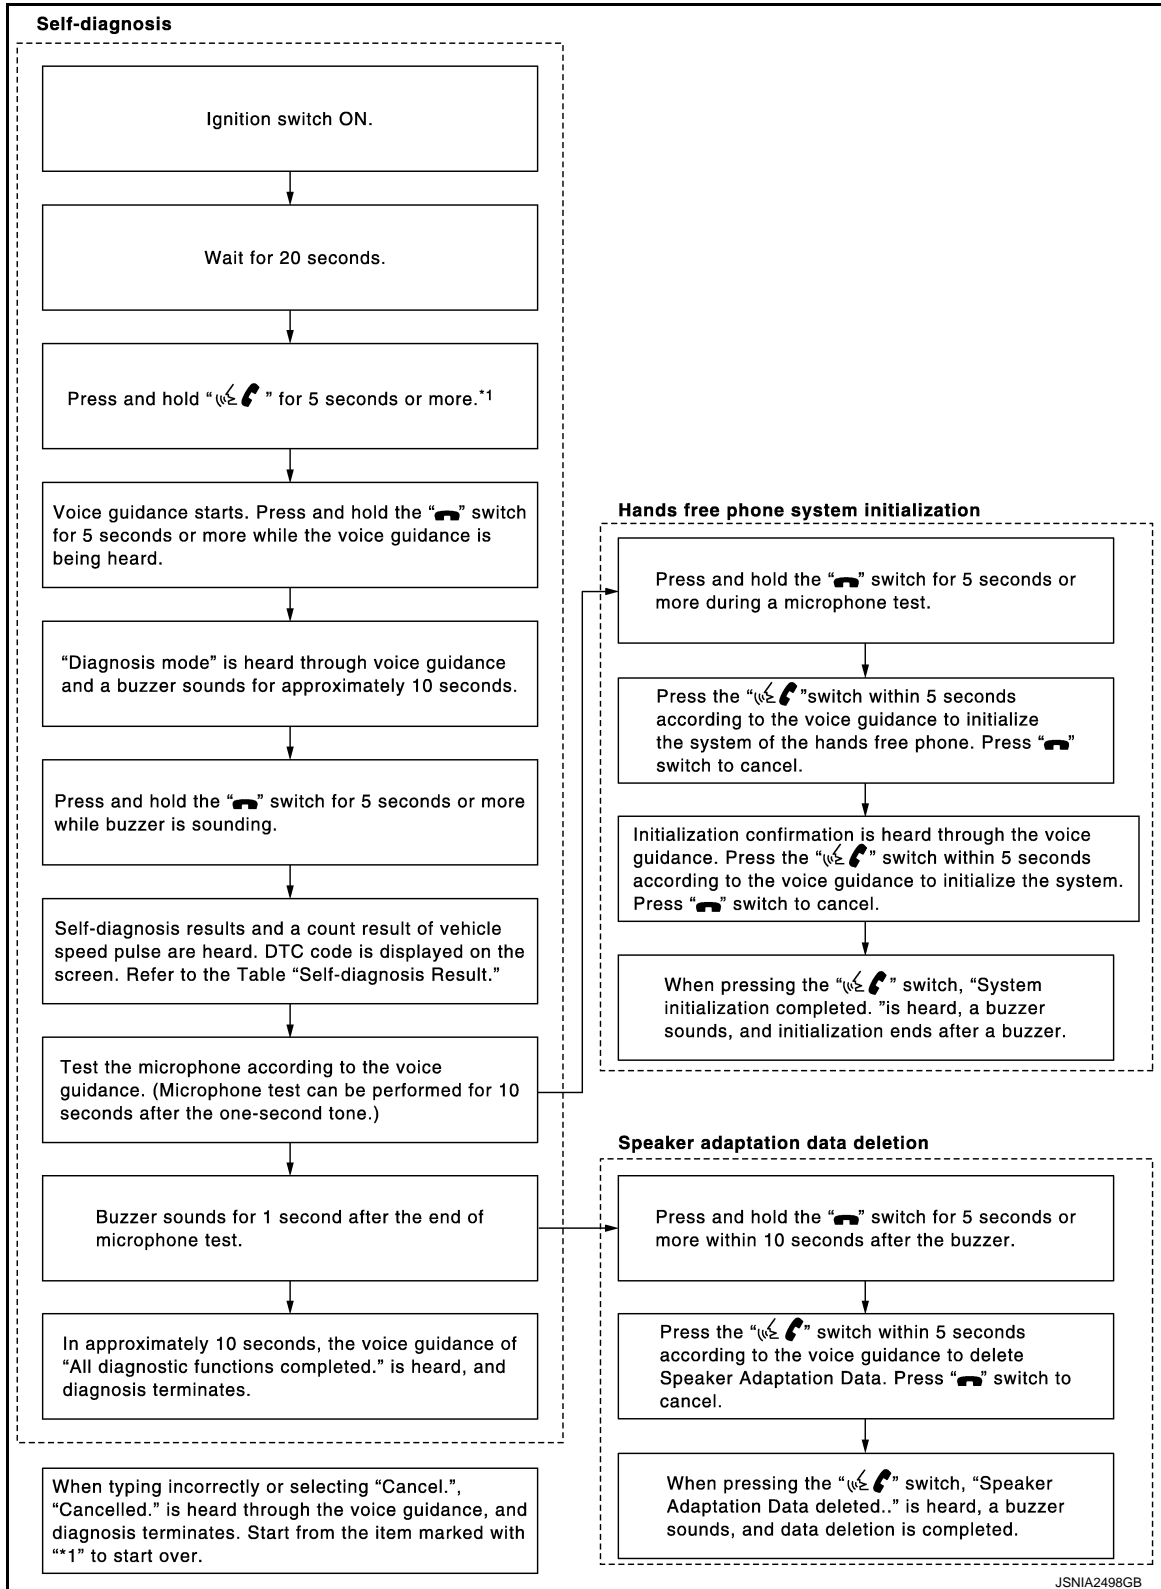 Self-diagnosis
Ignition switch ON.
Wait for 20 seconds.
Press and hold “ ” for 5 seconds or more.*1
Voice guidance starts. Press and hold the “ ” switch
for 5 seconds or more while the voice guidance is
being heard.
“Diagnosis mode” is heard through voice guidance
and a buzzer sounds for approximately 10 seconds.
Press and hold the “ ” switch for 5 seconds or more
while buzzer is sounding.
Self-diagnosis results and a count result of vehicle
speed pulse are heard. DTC code is displayed on the
screen. Refer to the Table “Self-diagnosis Result.”
Test the microphone according to the voice
guidance. (Microphone test can be performed for 10
seconds after the one-second tone.)
Buzzer sounds for 1 second after the end of
microphone test.
In approximately 10 seconds, the voice guidance of
“All diagnostic functions completed.” is heard, and
diagnosis terminates.
When typing incorrectly or selecting “Cancel.”,
“Cancelled.” is heard through the voice guidance, and
diagnosis terminates. Start from the item marked with
“*1” to start over.
Hands free phone system initialization
Press and hold the “ ” switch for 5 seconds or
more during a microphone test.
Press the “ ”switch within 5 seconds
according to the voice guidance to initialize
the system of the hands free phone. Press “ ”
switch to cancel.
Initialization confirmation is heard through the voice
guidance. Press the “ ” switch within 5 seconds
according to the voice guidance to initialize the system.
Press “ ” switch to cancel.
When pressing the “ ” switch, “System
initialization completed. ”is heard, a buzzer
sounds, and initialization ends after a buzzer.
Speaker adaptation data deletion
Press and hold the “ ” switch for 5 seconds or
more within 10 seconds after the buzzer.
Press the “ ” switch within 5 seconds
according to the voice guidance to delete
Speaker Adaptation Data. Press “ ” switch to
cancel.
When pressing the “ ” switch, “Speaker
Adaptation Data deleted..” is heard, a buzzer
sounds, and data deletion is completed.
JSNIA2498GB